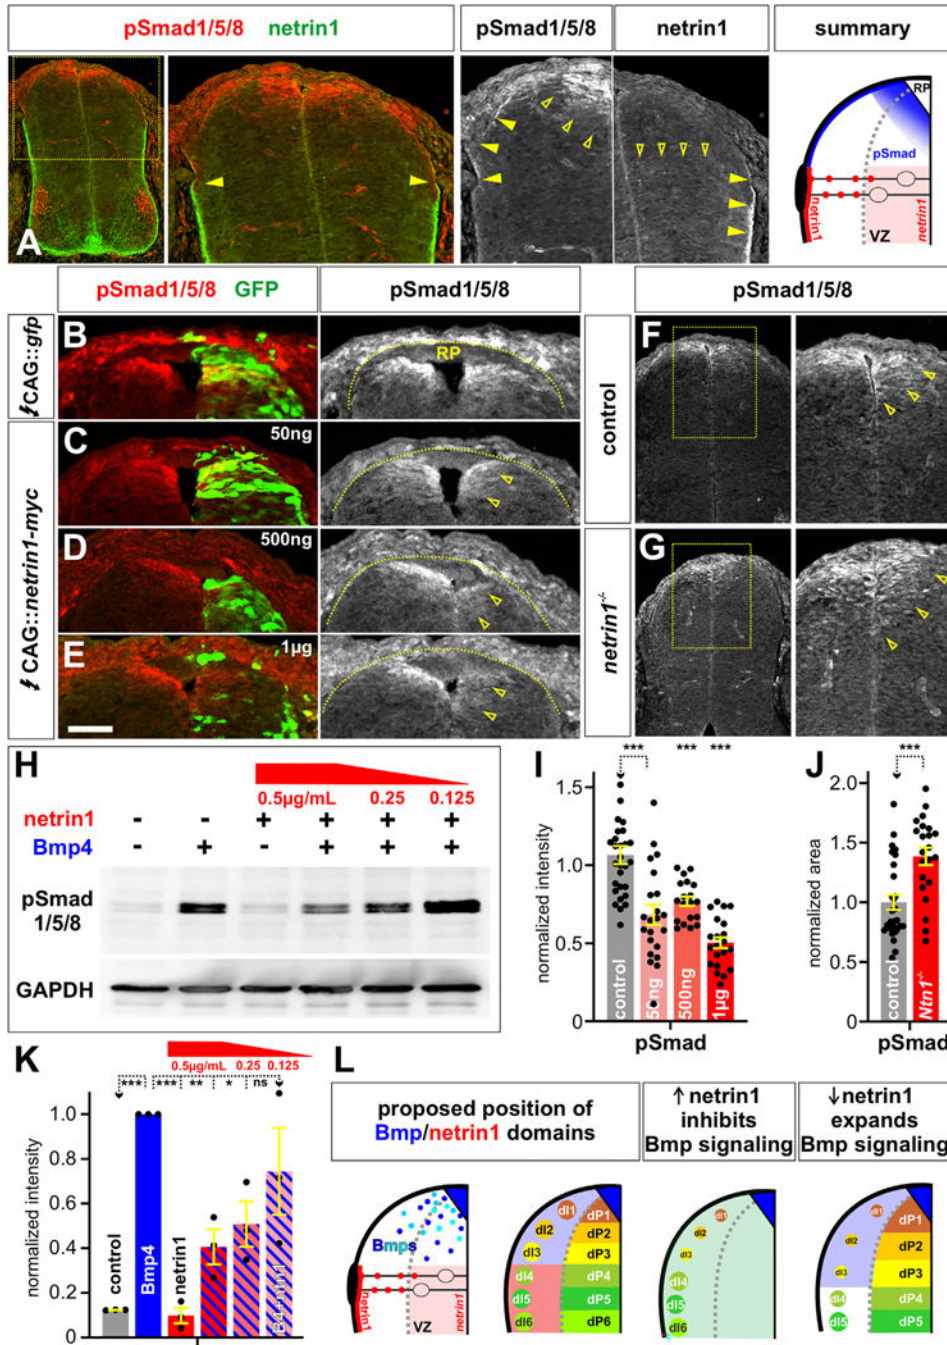 pSmad1/5/8 netrin1
pSmad1/5/8
netrin1
summary
A
RP
pSmad
netrin1
VZ
netrin1
pSmad1/5/8 GFP
pSmad1/5/8
pSmad1/5/8
CAG::gfp
B
RP
CAG::netrin1-myc
C
50ng
D
500ng
E
1µg
control
F
netrin1-/-
G
H
0.5µg/mL 0.25 0.125
netrin1 - - + + + +
Bmp4 - + - + + +
pSmad
1/5/8
GAPDH
I
*** *** ***
normalized intensity
1.5
1.0
0.5
0
control
50ng
500ng
1µg
pSmad
J
***
normalized area
2.0
1.5
1.0
0.5
0
control
Ntn1-/-
pSmad
K
0.5µg/mL 0.25 0.125
*** *** ** * ns
normalized intensity
1.0
0.8
0.6
0.4
0.2
0
control
Bmp4
netrin1
B4+ntn1
L
proposed position of
Bmp/netrin1 domains
↑netrin1
inhibits
Bmp signaling
↓netrin1
expands
Bmp signaling
Bmps
netrin1
VZ
netrin1
dI1 dP1
dI2 dP2
dI3 dP3
dI4 dP4
dI5 dP5
dI6 dP6
dI1
dI2
dI3
dI4
dI5
dI6
dI1 dP1
dI2 dP2
dI3 dP3
dI4 dP4
dI5 dP5